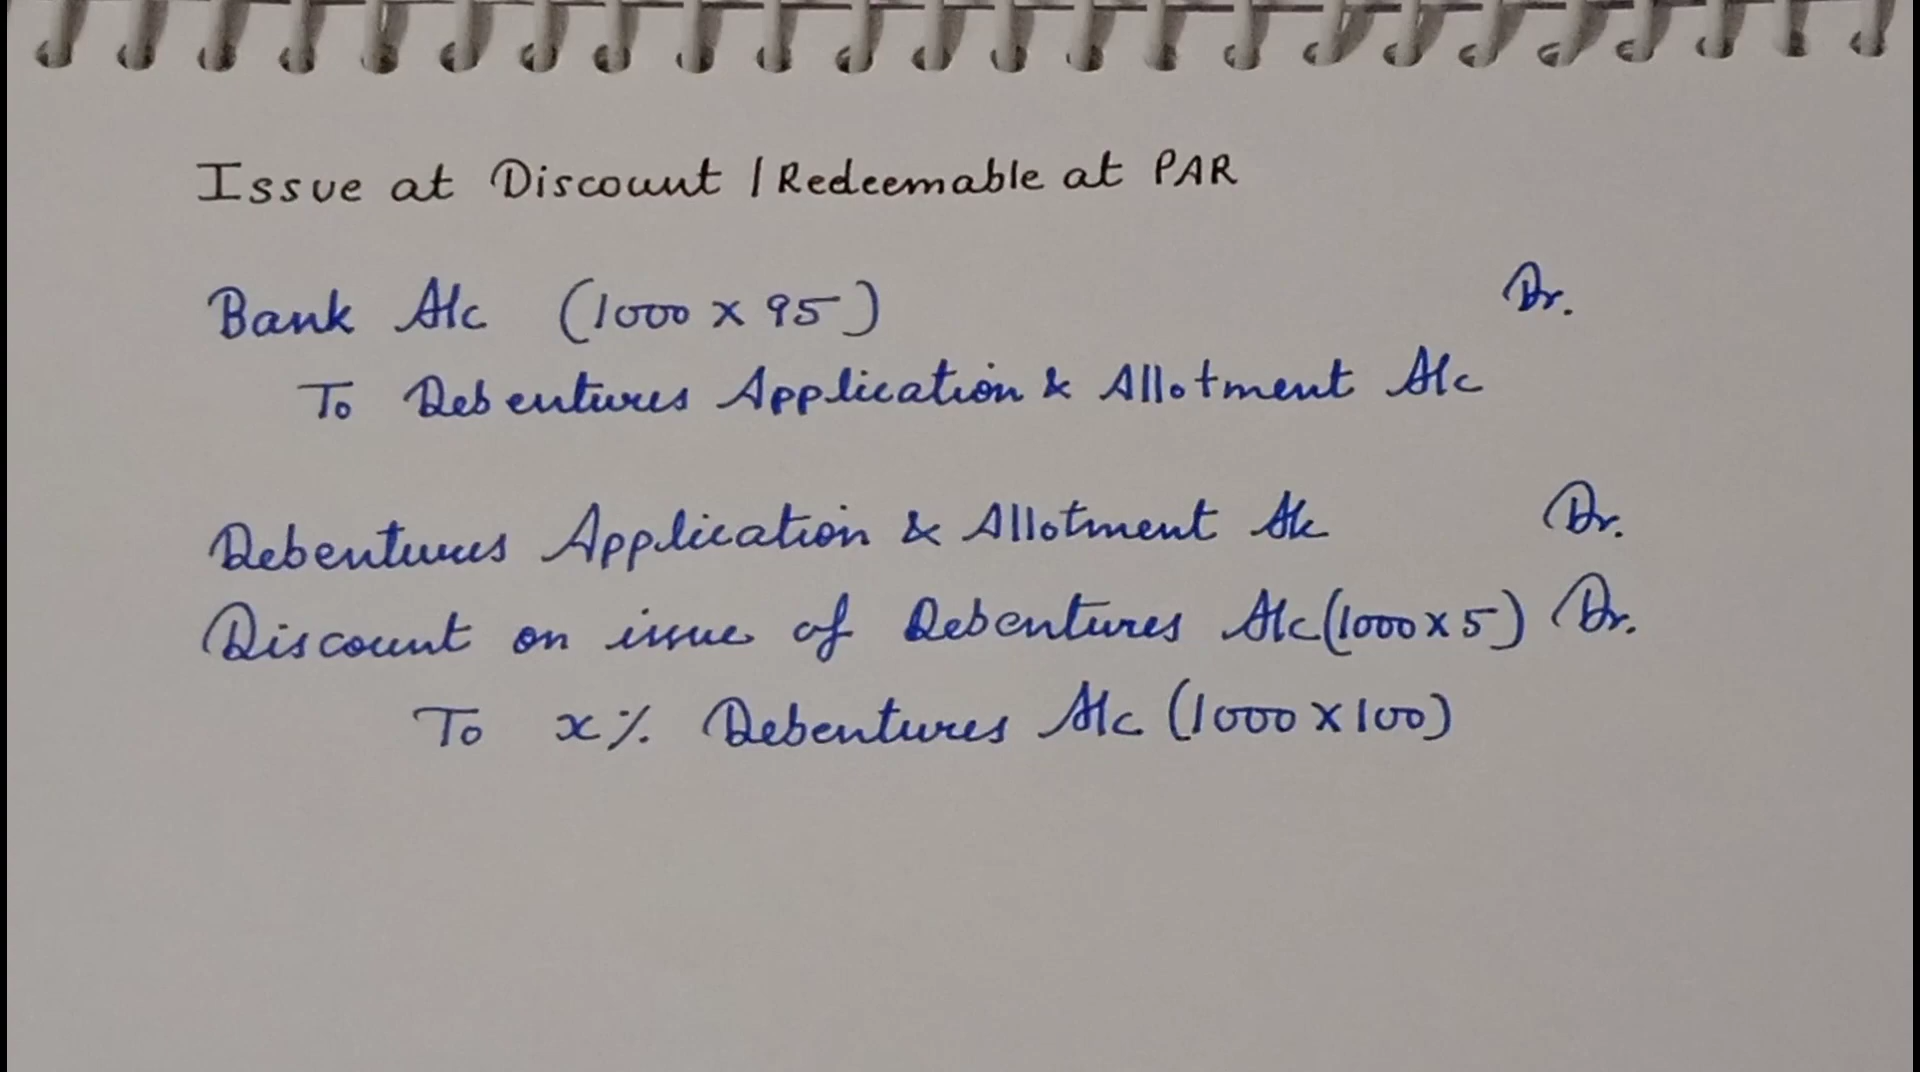 Issue at Discount / Redeemable at PAR
Bank A/c (1000 x 95) Dr.
To Debentures Application & Allotment A/c
Debentures Application & Allotment A/c Dr.
Discount on issue of Debentures A/c (1000 x 5) Dr.
To x% Debentures A/c (1000 x 100)